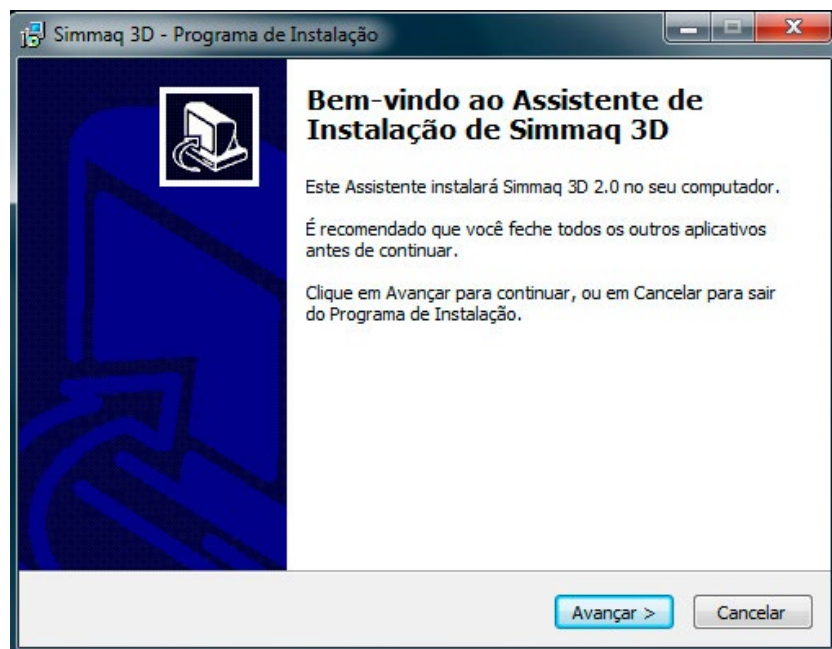 Simmaq 3D - Programa de Instalação
Bem-vindo ao Assistente de
Instalação de Simmaq 3D
Este Assistente instalará Simmaq 3D 2.0 no seu computador.
É recomendado que você feche todos os outros aplicativos
antes de continuar.
Clique em Avançar para continuar, ou em Cancelar para sair
do Programa de Instalação.
Avançar >
Cancelar